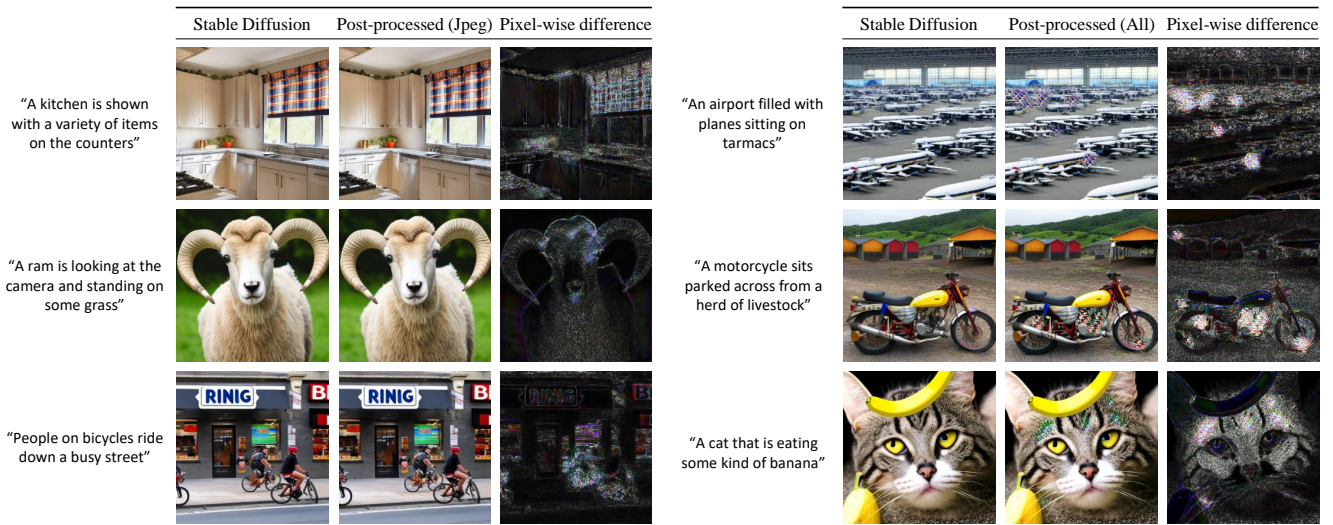 Stable Diffusion Post-processed (Jpeg) Pixel-wise difference
“A kitchen is shown
with a variety of items
on the counters”
“A ram is looking at the
camera and standing on
some grass”
RINIG
B
RINIG
B
RINIG
B
“People on bicycles ride
down a busy street”
Stable Diffusion Post-processed (All) Pixel-wise difference
“An airport filled with
planes sitting on
tarmacs”
“A motorcycle sits
parked across from a
herd of livestock”
“A cat that is eating
some kind of banana”